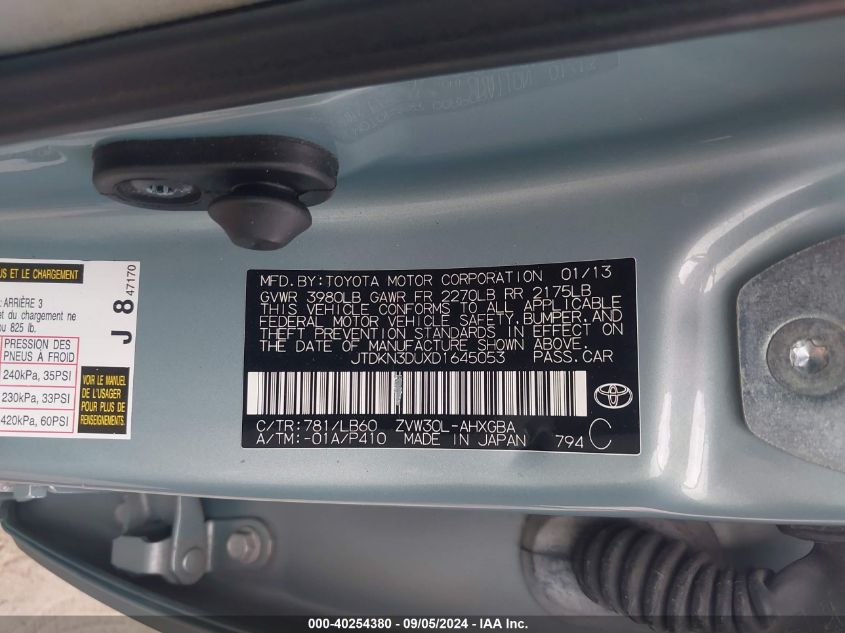 MFD.BY:TOYOTA MOTOR CORPORATION 01/13
GVWR 3980LB GAWR FR 2270LB RR 2175LB
THIS VEHICLE CONFORMS TO ALL APPLICABLE
FEDERAL MOTOR VEHICLE SAFETY,BUMPER,AND
THEFT PREVENTION STANDARDS IN EFFECT ON
THE DATE OF MANUFACTURE SHOWN ABOVE.
JTDKN3DUXD1645053 PASS.CAR
C/TR:781/LB60 ZVW30L-AHXGBA
A/TM:-01A/P410 MADE IN JAPAN 794 C
US ET LE CHARGEMENT
: ARRIÈRE 3
et du chargement ne
ou 825 lb.
J 8 47170
PRESSION DES
PNEUS À FROID
240kPa, 35PSI
230kPa, 33PSI
420kPa, 60PSI
VOIR LE MANUEL
DE L'USAGER
POUR PLUS DE
RENSEIGNEMENTS
000-40254380 - 09/05/2024 - IAA Inc.